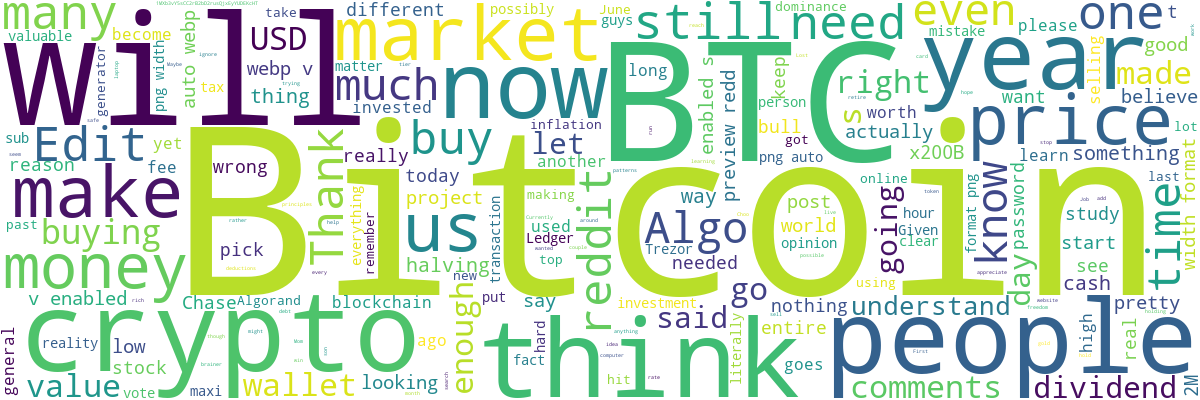 many
take
different
possibly
June
guys
dominance
even
one
t
will
USD
market
still
need
please
valuable
become
mistake
good
png width
auto webp
webp v
matter
much
now
BTC
long
keep
right
year
made
selling
generator
tax
thing
invested
enabled s
person
want
believe
sub
Edit
yet
fee
reason
inflation
preview redd
bull
worth
s
actually
price
lot
wrong
really
buy
let
got
png auto
x200B
learn
something
make
Thank
today
another
project
making
way
online
know
format png
last
width format
past
buying
pick
everything
remember
us
transaction
used
Ledger
top
reddit
Algo
Trezor
needed
post
world
opinion
hour
Given
clear
going
day
password
study
start
time
money
Bitcoin
halving
new
go
nothing
using
see
cash
v enabled
Chase
Algorand
blockchain
enough
put
say
investment
understand
pretty
general
reality
low
crypto
ago
think
said
hard
literally
entire
people
high
real
value
stock
vote
maxi
wallet
looking
fact
hit
goes
comments
dividend
2M